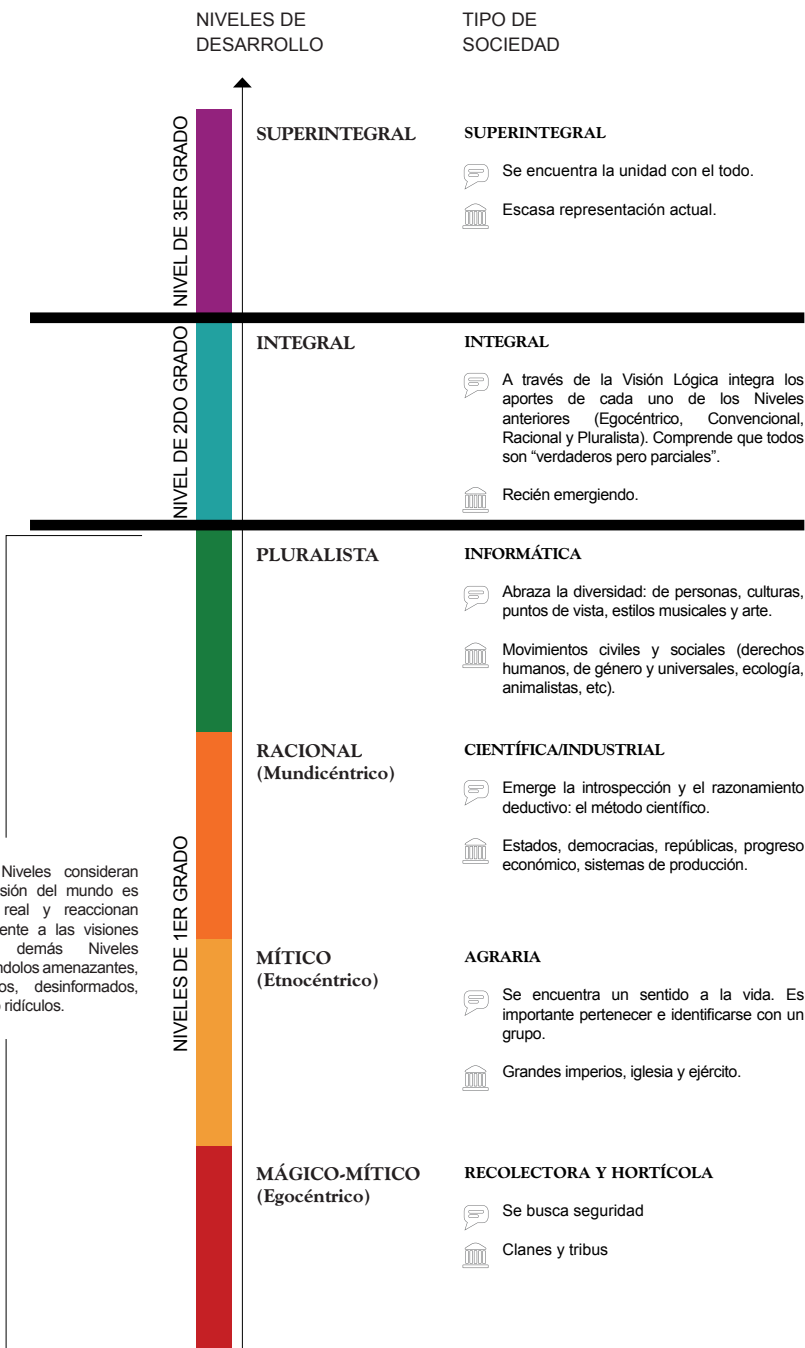 NIVELES DE
DESARROLLO
TIPO DE
SOCIEDAD
NIVEL DE 3ER GRADO
SUPERINTEGRAL
SUPERINTEGRAL
Se encuentra la unidad con el todo.
Escasa representación actual.
NIVEL DE 2DO GRADO
INTEGRAL
INTEGRAL
A través de la Visión Lógica integra los
aportes de cada uno de los Niveles
anteriores (Egocéntrico, Convencional,
Racional y Pluralista). Comprende que todos
son “verdaderos pero parciales”.
Recién emergiendo.
NIVELES DE 1ER GRADO
PLURALISTA
INFORMÁTICA
Abraza la diversidad: de personas, culturas,
puntos de vista, estilos musicales y arte.
Movimientos civiles y sociales (derechos
humanos, de género y universales, ecología,
animalistas, etc).
RACIONAL
(Mundicéntrico)
CIENTÍFICA/INDUSTRIAL
Emerge la introspección y el razonamiento
deductivo: el método científico.
Estados, democracias, repúblicas, progreso
económico, sistemas de producción.
Niveles consideran
sión del mundo es
real y reaccionan
ente a las visiones
demás Niveles
ndolos amenazantes,
os, desinformados,
ridículos.
MÍTICO
(Etnocéntrico)
AGRARIA
Se encuentra un sentido a la vida. Es
importante pertenecer e identificarse con un
grupo.
Grandes imperios, iglesia y ejército.
MÁGICO-MÍTICO
(Egocéntrico)
RECOLECTORA Y HORTÍCOLA
Se busca seguridad
Clanes y tribus